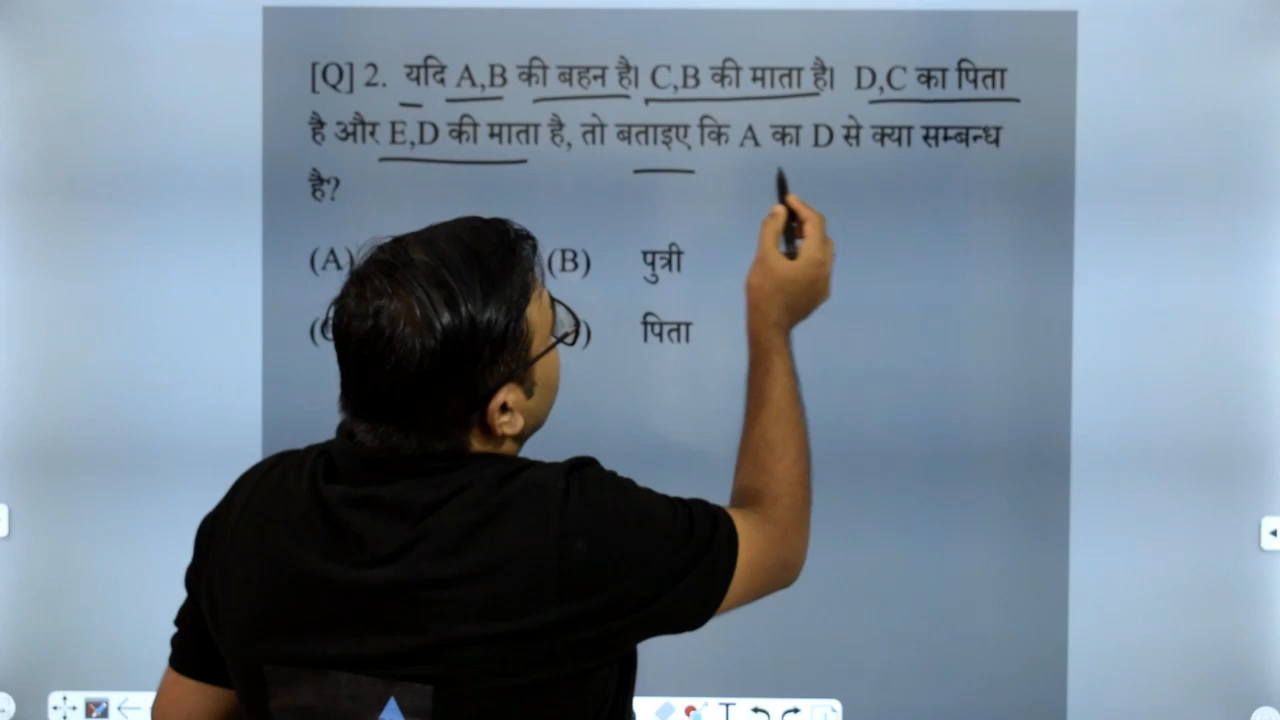 [Q] 2. यदि A,B की बहन है। C,B की माता है। D,C का पिता
है और E,D की माता है, तो बताइए कि A का D से क्या सम्बन्ध
है?
(A) (B) पुत्री
पिता
T